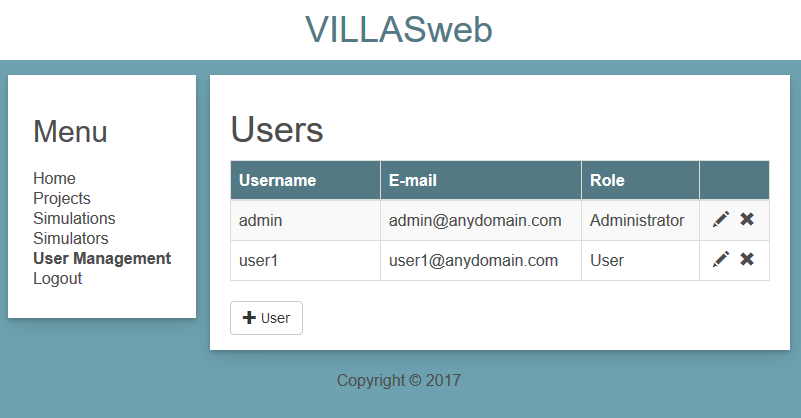 VILLASweb
Menu
Home
Projects
Simulations
Simulators
User Management
Logout
Users
Username E-mail Role
admin admin@anydomain.com Administrator
user1 user1@anydomain.com User
User
Copyright © 2017